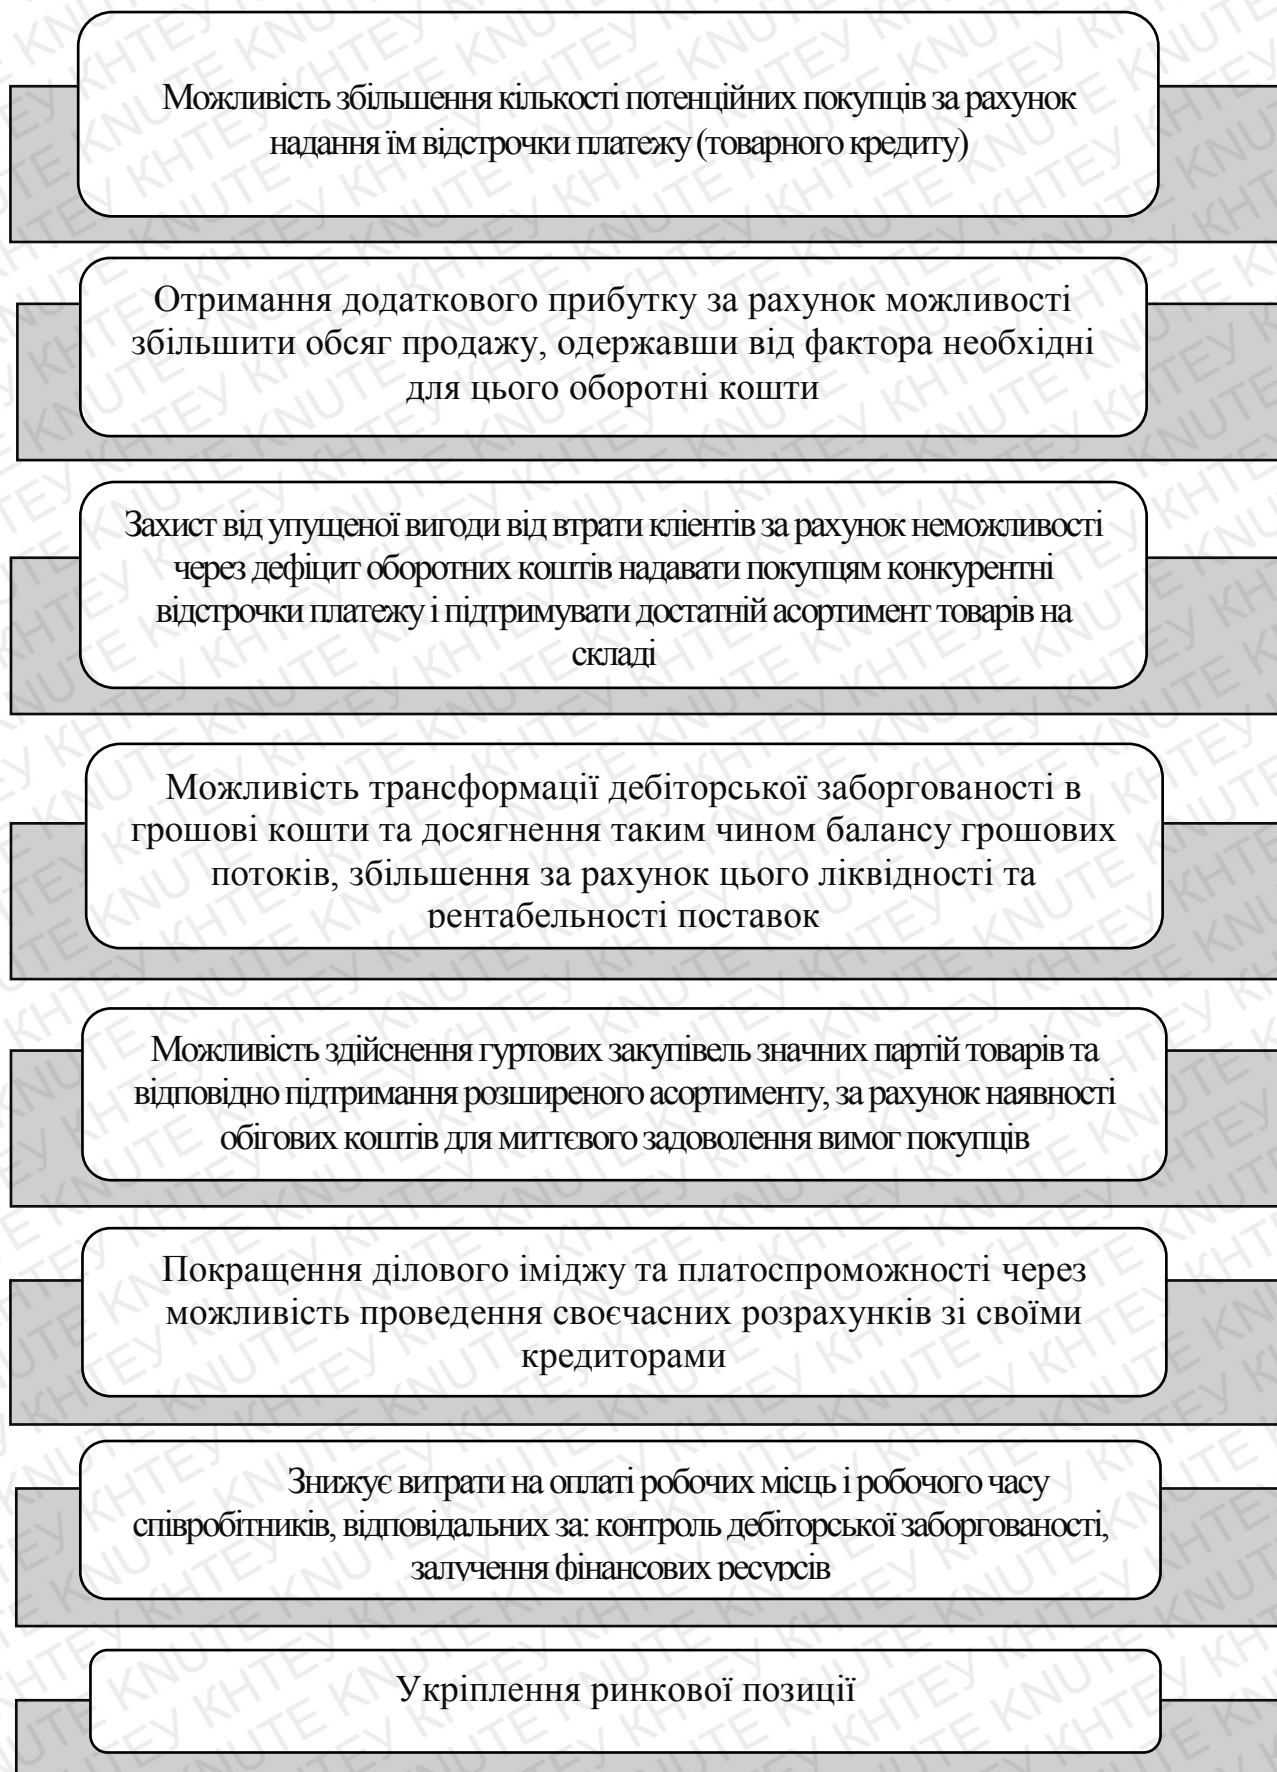 Можливість збільшення кількості потенційних покупців за рахунок
надання їм відстрочки платежу (товарного кредиту)
Отримання додаткового прибутку за рахунок можливості
збільшити обсяг продажу, одержавши від фактора необхідні
для цього оборотні кошти
Захист від упущеної вигоди від втрати клієнтів за рахунок неможливості
через дефіцит оборотних коштів надавати покупцям конкурентні
відстрочки платежу і підтримувати достатній асортимент товарів на
складі
Можливість трансформації дебіторської заборгованості в
грошові кошти та досягнення таким чином балансу грошових
потоків, збільшення за рахунок цього ліквідності та
рентабельності поставок
Можливість здійснення гуртових закупівель значних партій товарів та
відповідно підтримання розширеного асортименту, за рахунок наявності
обігових коштів для миттєвого задоволення вимог покупців
Покращення ділового іміджу та платоспроможності через
можливість проведення своєчасних розрахунків зі своїми
кредиторами
Знижує витрати на оплаті робочих місць і робочого часу
співробітників, відповідальних за: контроль дебіторської заборгованості,
залучення фінансових ресурсів
Укріплення ринкової позиції